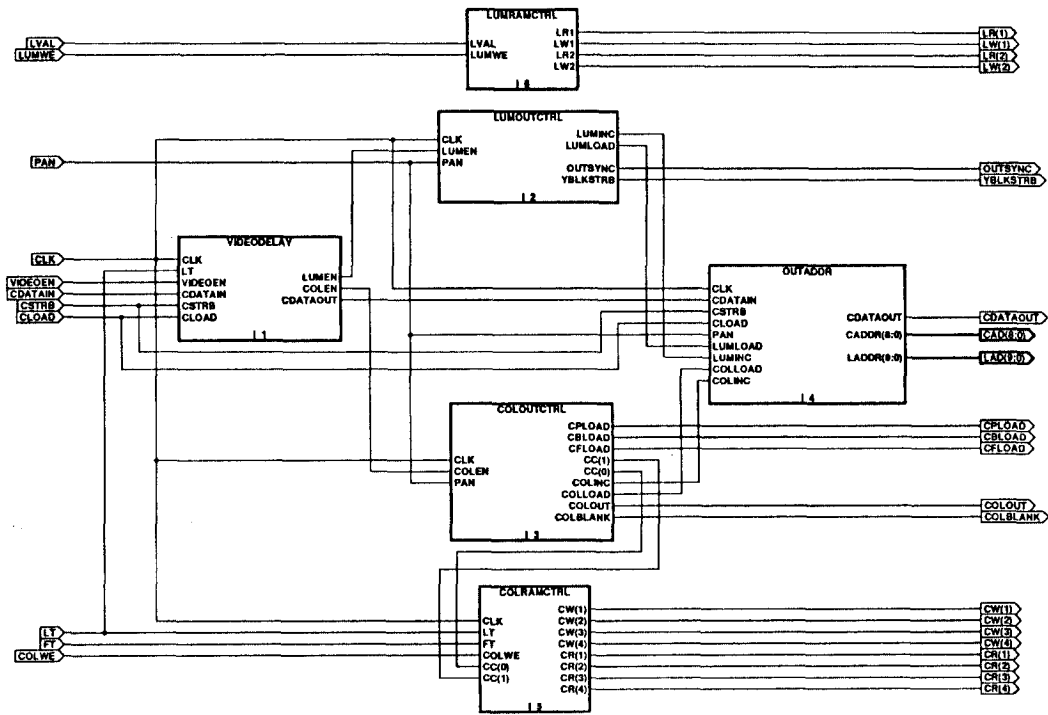 LUMRAMCTRL
LVAL
LUMWE
LVAL
LUMWE
LR1
LW1
LR2
LW2
LR(1)
LW(1)
LR(2)
LW(2)
I 6
LUMOUTCTRL
PAN
CLK
LUMEN
PAN
LUMINC
LUMLOAD
OUTSYNC
YBLKSTRB
OUTSYNC
YBLKSTRB
I 2
VIDEODELAY
CLK
VIDEOEN
CDATAIN
CSTRB
CLOAD
CLK
LT
VIDEOEN
CDATAIN
CSTRB
CLOAD
LUMEN
COLEN
CDATAOUT
I 1
OUTADDR
CLK
CDATAIN
CSTRB
CLOAD
PAN
LUMLOAD
LUMINC
COLLOAD
COLINC
CDATAOUT
CADDR(8:0)
LADDR(9:0)
CDATAOUT
CAD(8:0)
LAD(9:0)
I 4
COLOUTCTRL
CLK
COLEN
PAN
CPLOAD
CBLOAD
CFLOAD
CC(1)
CC(0)
COLINC
COLLOAD
COLOUT
COLBLANK
CPLOAD
CBLOAD
CFLOAD
COLOUT
COLBLANK
I 3
COLRAMCTRL
LT
FT
COLWE
CLK
LT
FT
COLWE
CC(0)
CC(1)
CW(1)
CW(2)
CW(3)
CW(4)
CR(1)
CR(2)
CR(3)
CR(4)
CW(1)
CW(2)
CW(3)
CW(4)
CR(1)
CR(2)
CR(3)
CR(4)
I 5